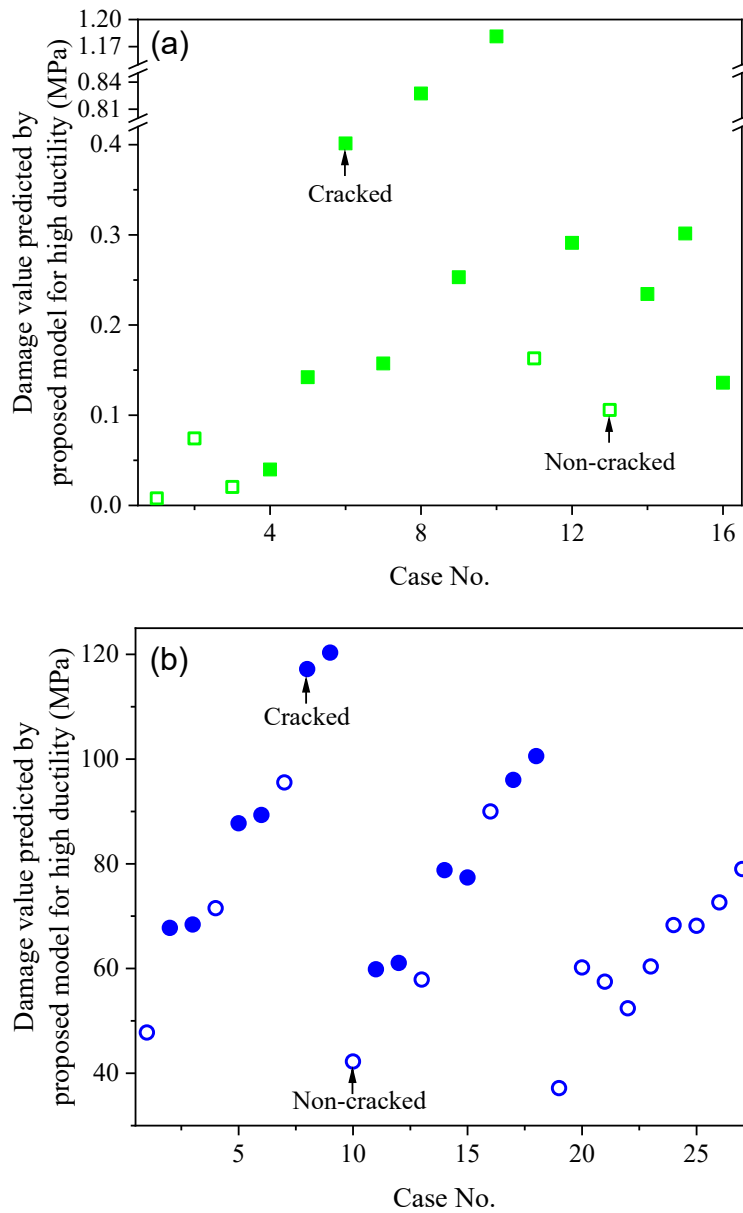 (a)
Damage value predicted by
proposed model for high ductility (MPa)
1.20
1.17
0.84
0.81
0.4
0.3
0.2
0.1
0.0
Cracked
Non-cracked
4
8
12
16
Case No.
(b)
Damage value predicted by
proposed model for high ductility (MPa)
120
100
80
60
40
Cracked
Non-cracked
5
10
15
20
25
Case No.